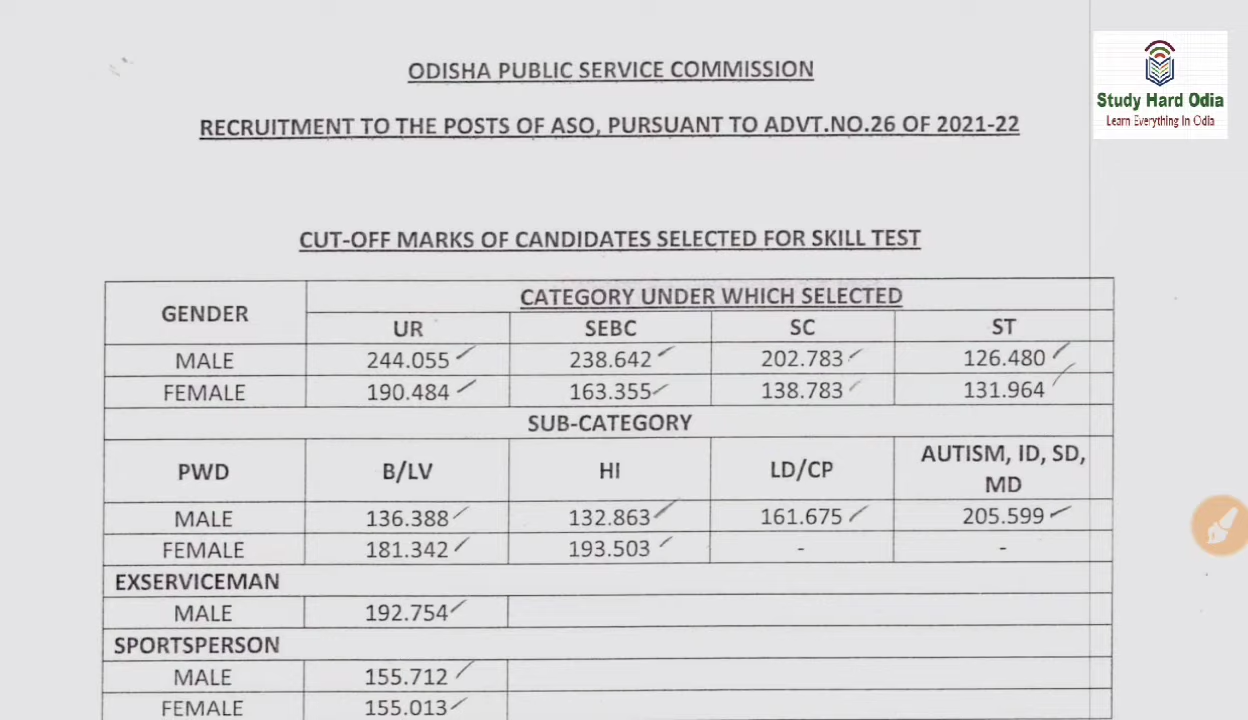 ODISHA PUBLIC SERVICE COMMISSION
Study Hard Odia
Learn Everything In Odia
RECRUITMENT TO THE POSTS OF ASO, PURSUANT TO ADVT.NO.26 OF 2021-22
CUT-OFF MARKS OF CANDIDATES SELECTED FOR SKILL TEST
GENDER CATEGORY UNDER WHICH SELECTED
UR SEBC SC ST
MALE 244.055 238.642 202.783 126.480
FEMALE 190.484 163.355 138.783 131.964
SUB-CATEGORY
PWD B/LV HI LD/CP AUTISM, ID, SD,
MD
MALE 136.388 132.863 161.675 205.599
FEMALE 181.342 193.503 - -
EXSERVICEMAN
MALE 192.754
SPORTSPERSON
MALE 155.712
FEMALE 155.013